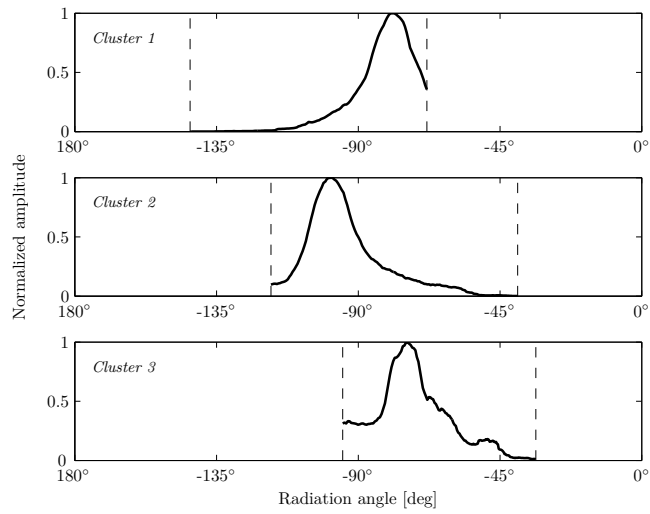 1
Cluster 1
0.5
0
180° -135° -90° -45° 0°
1
Cluster 2
0.5
0
180° -135° -90° -45° 0°
1
Cluster 3
0.5
0
180° -135° -90° -45° 0°
Normalized amplitude
Radiation angle [deg]